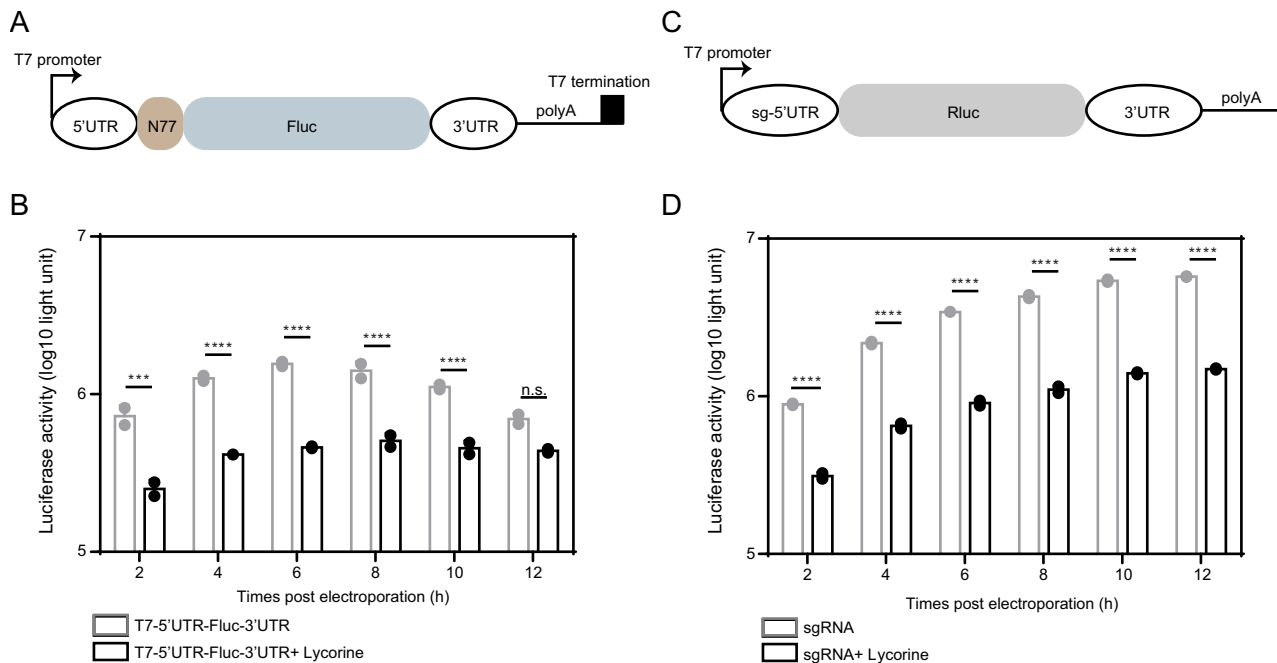 A
T7 promoter
T7 termination
5'UTR
N77
Fluc
3'UTR
polyA
B
Luciferase activity (log10 light unit)
7
6
5
***
****
****
****
****
n.s.
2 4 6 8 10 12
Times post electroporation (h)
T7-5'UTR-Fluc-3'UTR
T7-5'UTR-Fluc-3'UTR+ Lycorine
C
T7 promoter
sg-5'UTR
Rluc
3'UTR
polyA
D
Luciferase activity (log10 light unit)
7
6
5
****
****
****
****
****
****
2 4 6 8 10 12
Times post electroporation (h)
sgRNA
sgRNA+ Lycorine